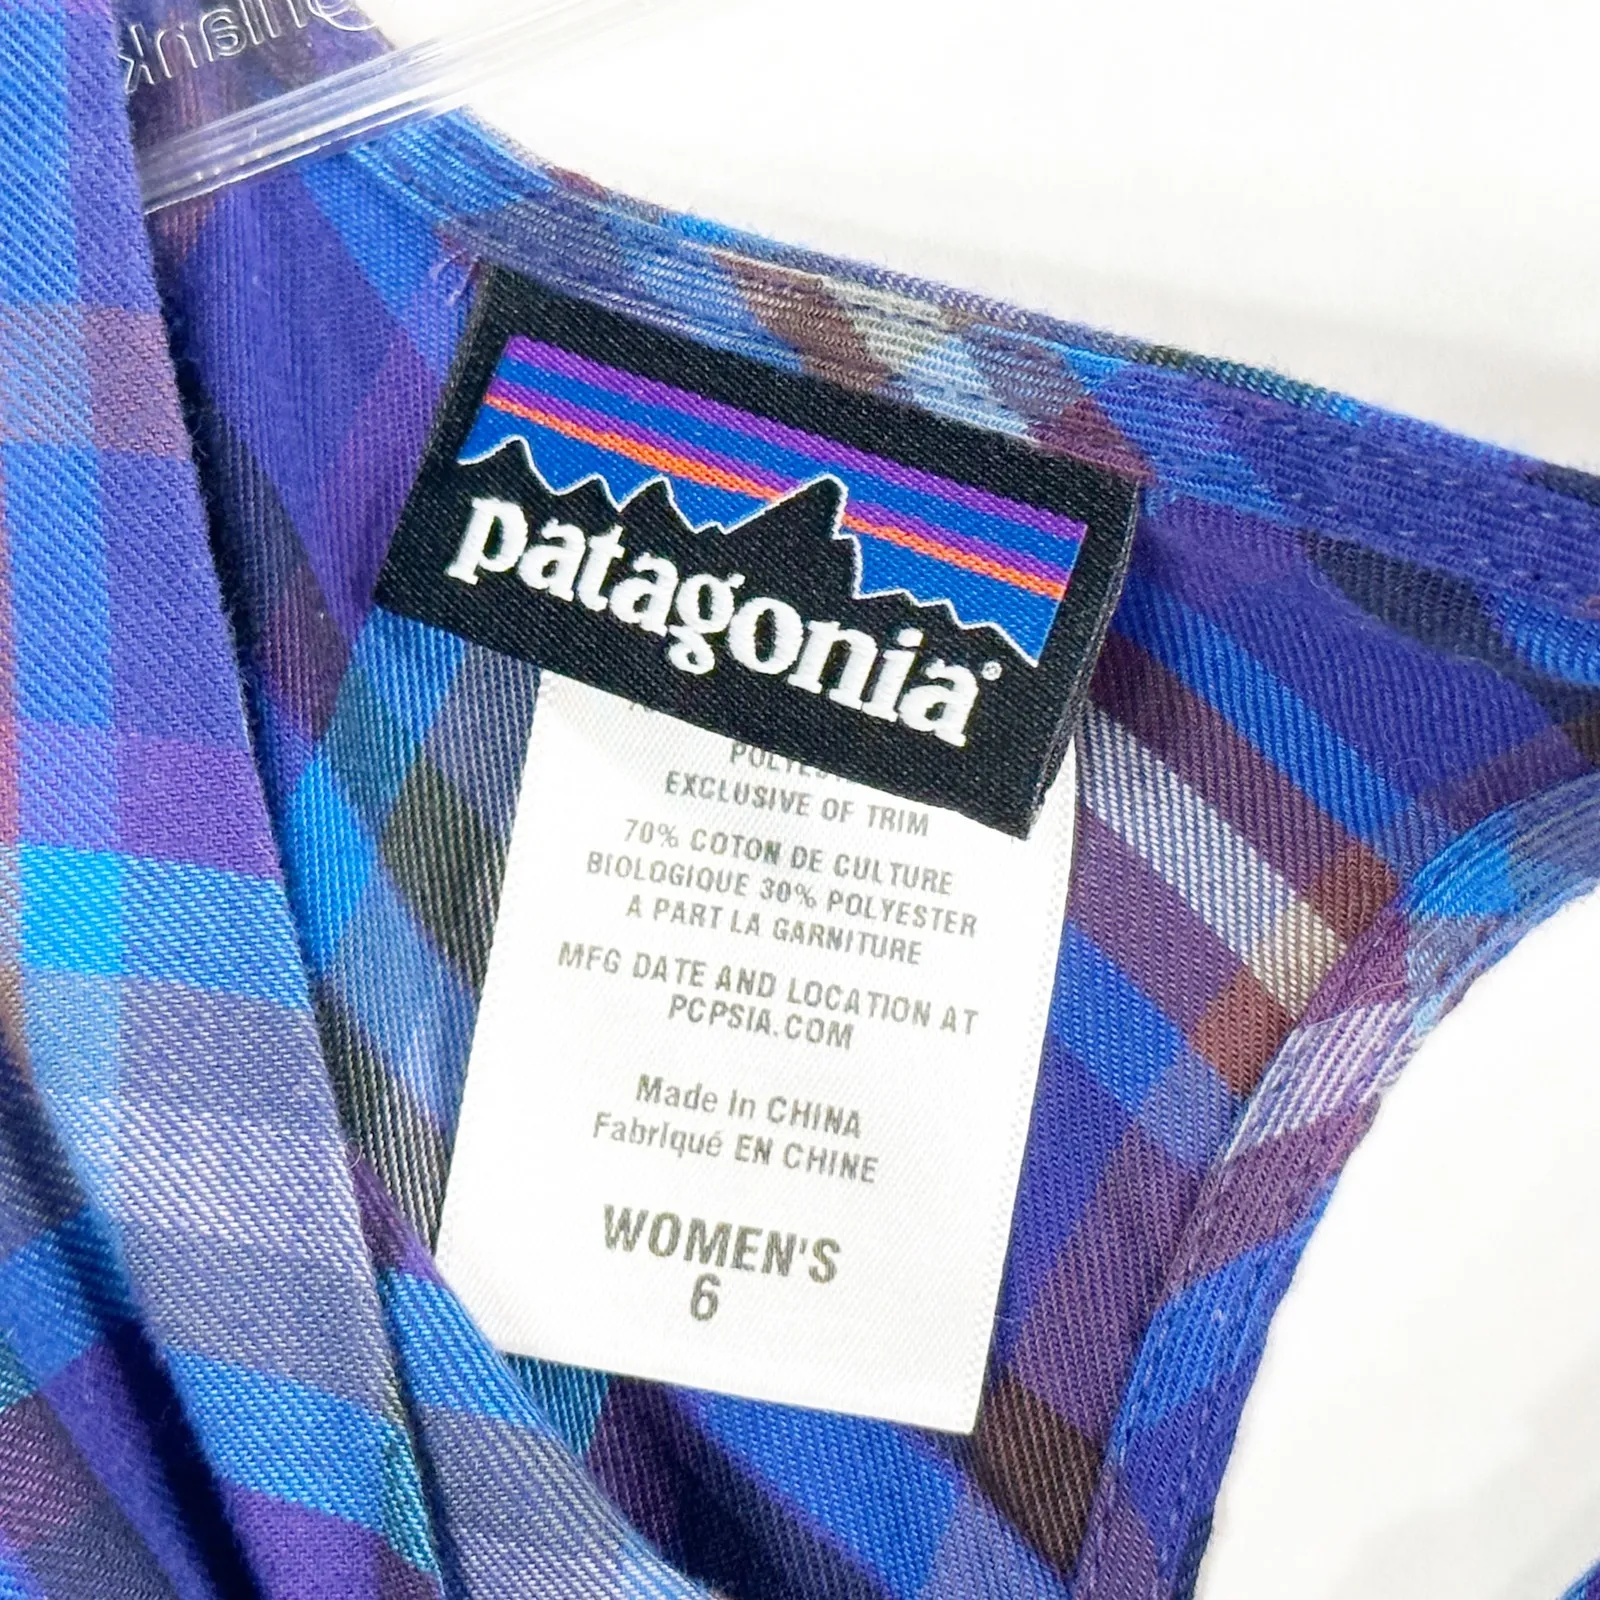 patagonia®
EXCLUSIVE OF TRIM
70% COTON DE CULTURE
BIOLOGIQUE 30% POLYESTER
A PART LA GARNITURE
MFG DATE AND LOCATION AT
PCPSIA.COM
Made In CHINA
Fabriqué EN CHINE
WOMEN'S
6